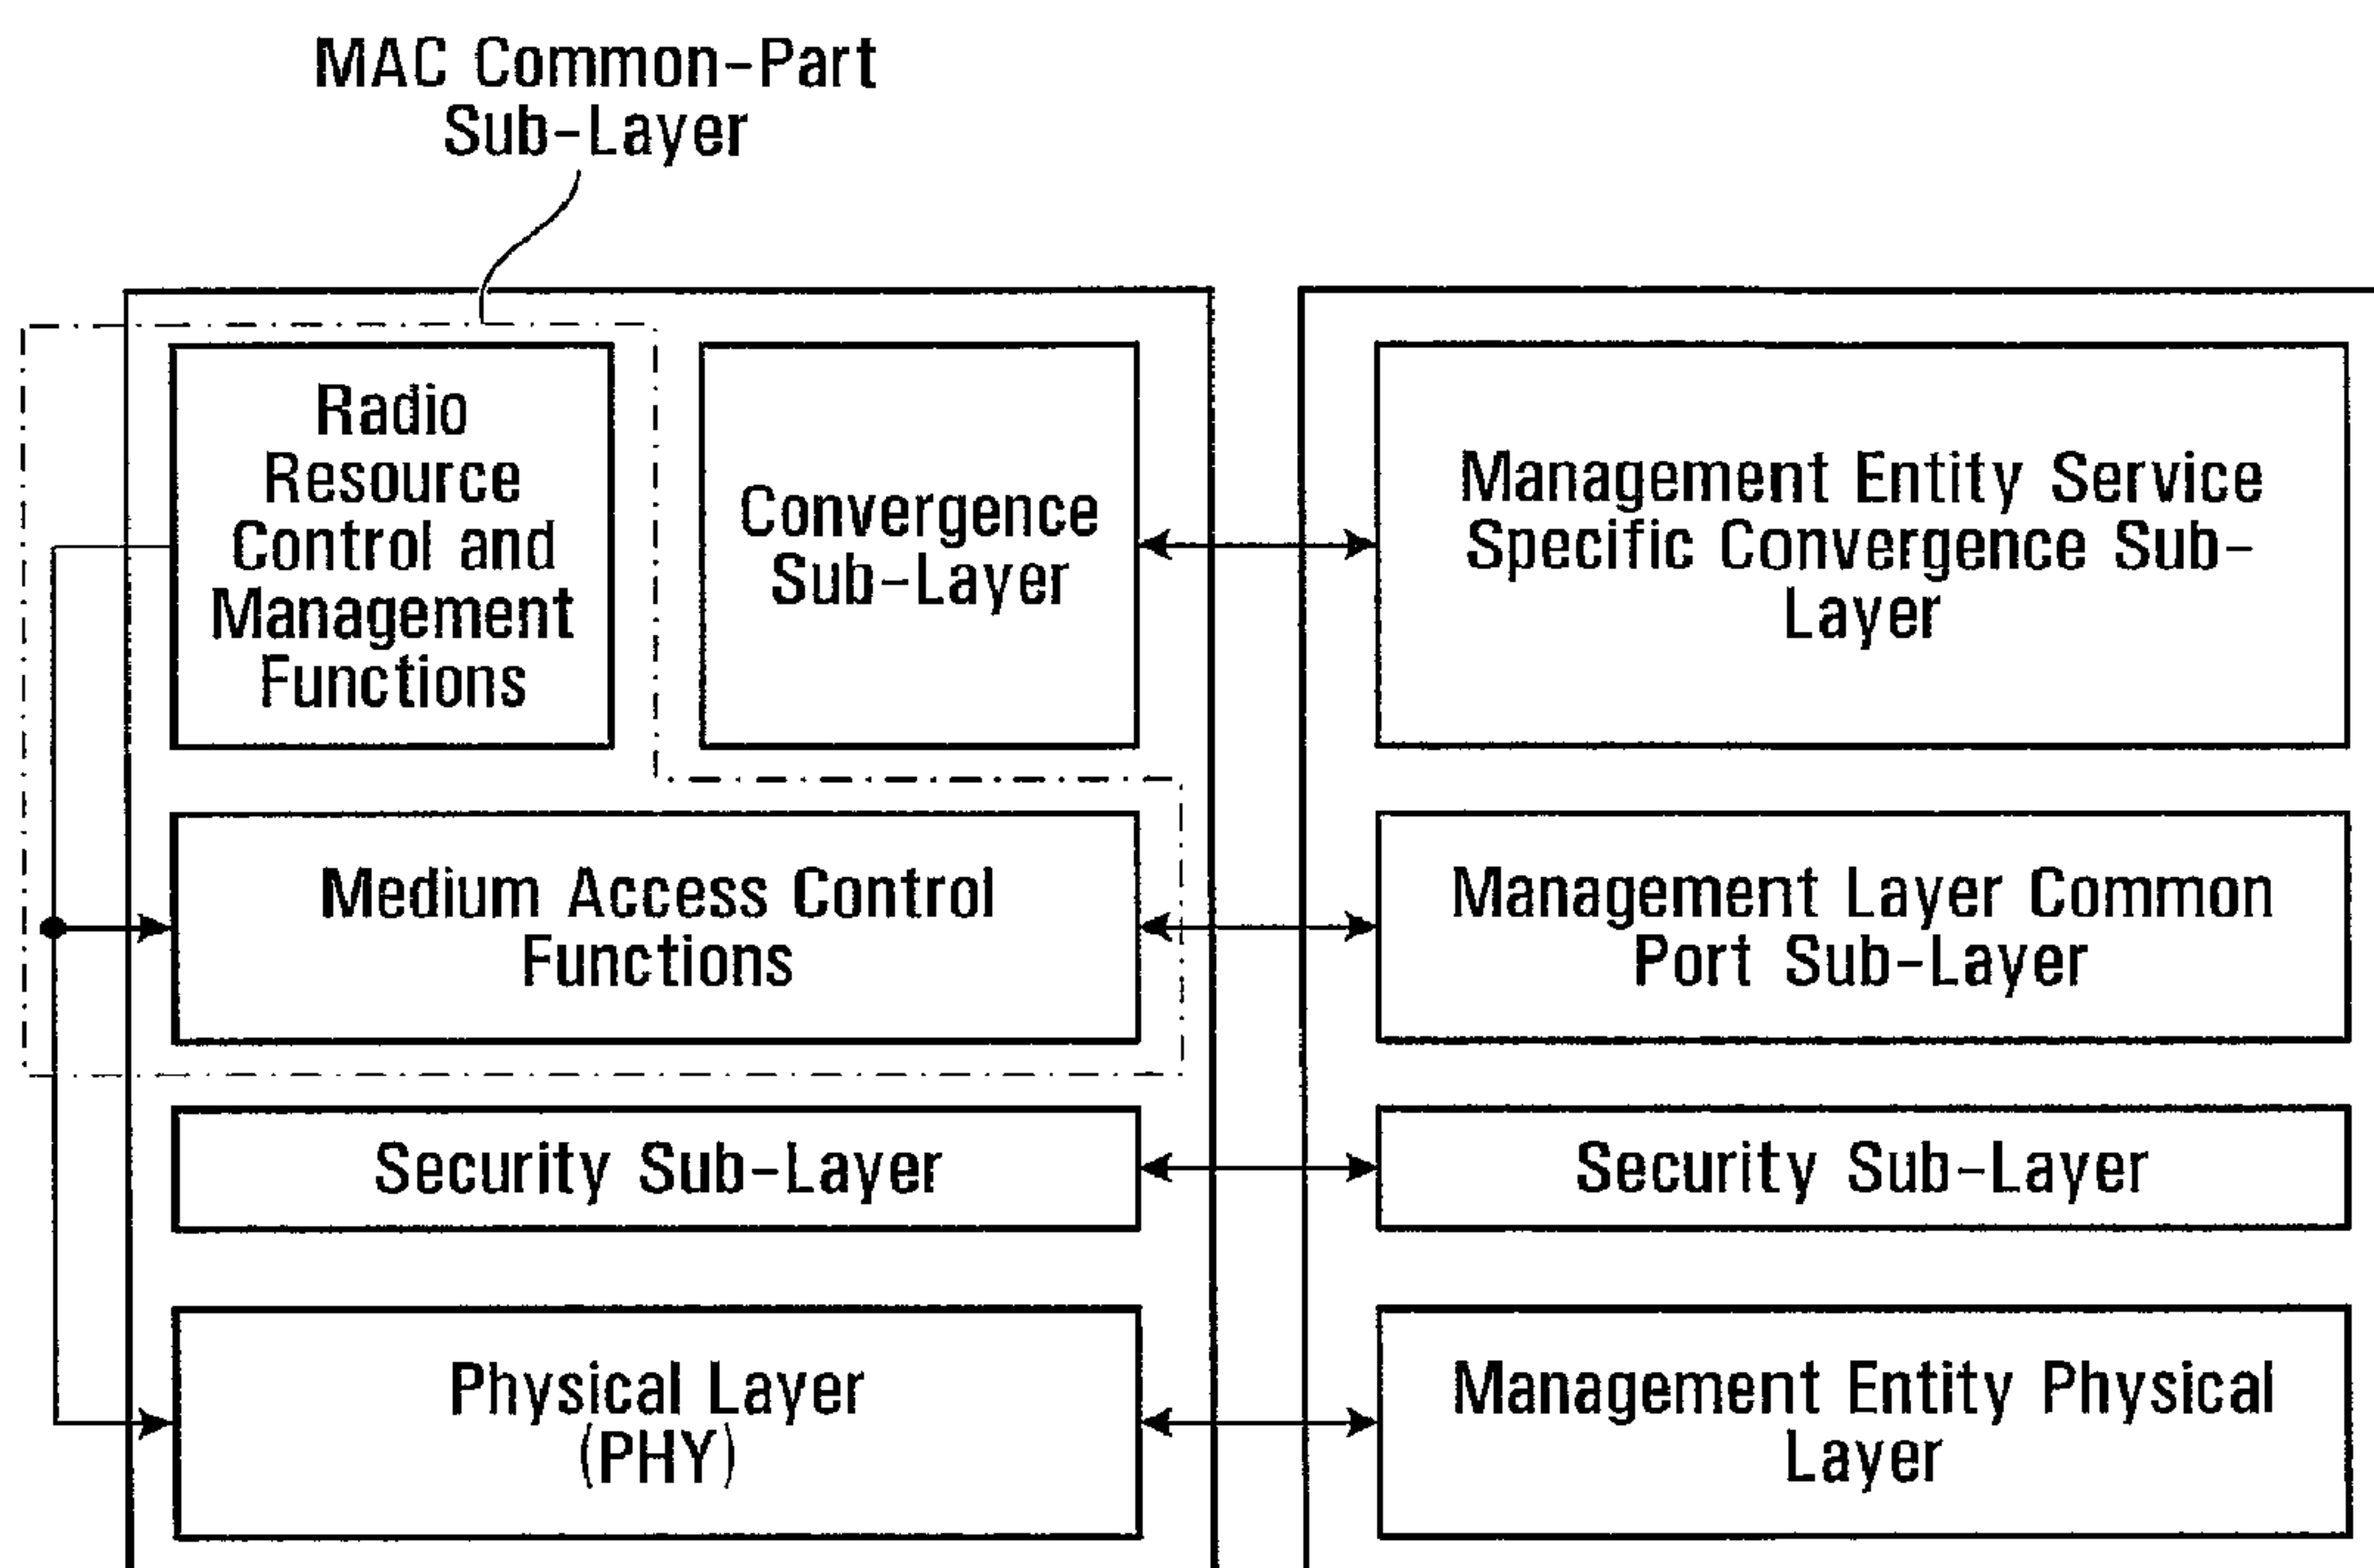 MAC Common-Part
Sub-Layer
Radio
Resource
Control and
Management
Functions
Convergence
Sub-Layer
Management Entity Service
Specific Convergence Sub-
Layer
Medium Access Control
Functions
Management Layer Common
Port Sub-Layer
Security Sub-Layer
Security Sub-Layer
Physical Layer
(PHY)
Management Entity Physical
Layer